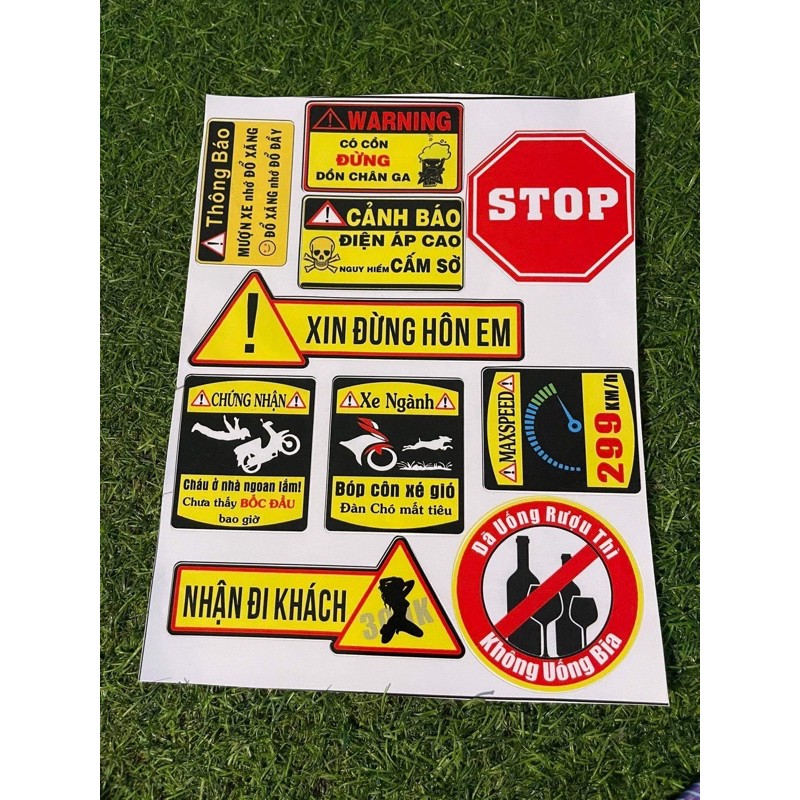 Thông Báo
MƯỢN XE nhớ ĐỔ XĂNG
ĐỔ XĂNG nhớ ĐỔ ĐẦY
WARNING
CÓ CỒN
ĐỪNG
DỒN CHÂN GA
STOP
CẢNH BÁO
ĐIỆN ÁP CAO
NGUY HIỂM CẤM SỜ
XIN ĐỪNG HÔN EM
CHỨNG NHẬN
Cháu ở nhà ngoan lắm!
Chưa thấy BỐC ĐẦU
bao giờ
Xe Ngành
Bóp côn xé gió
Đàn Chó mất tiêu
MAXSPEED
299 KM/h
NHẬN ĐI KHÁCH
300K
Đã Uống Rượu Thì
Không Uống Bia